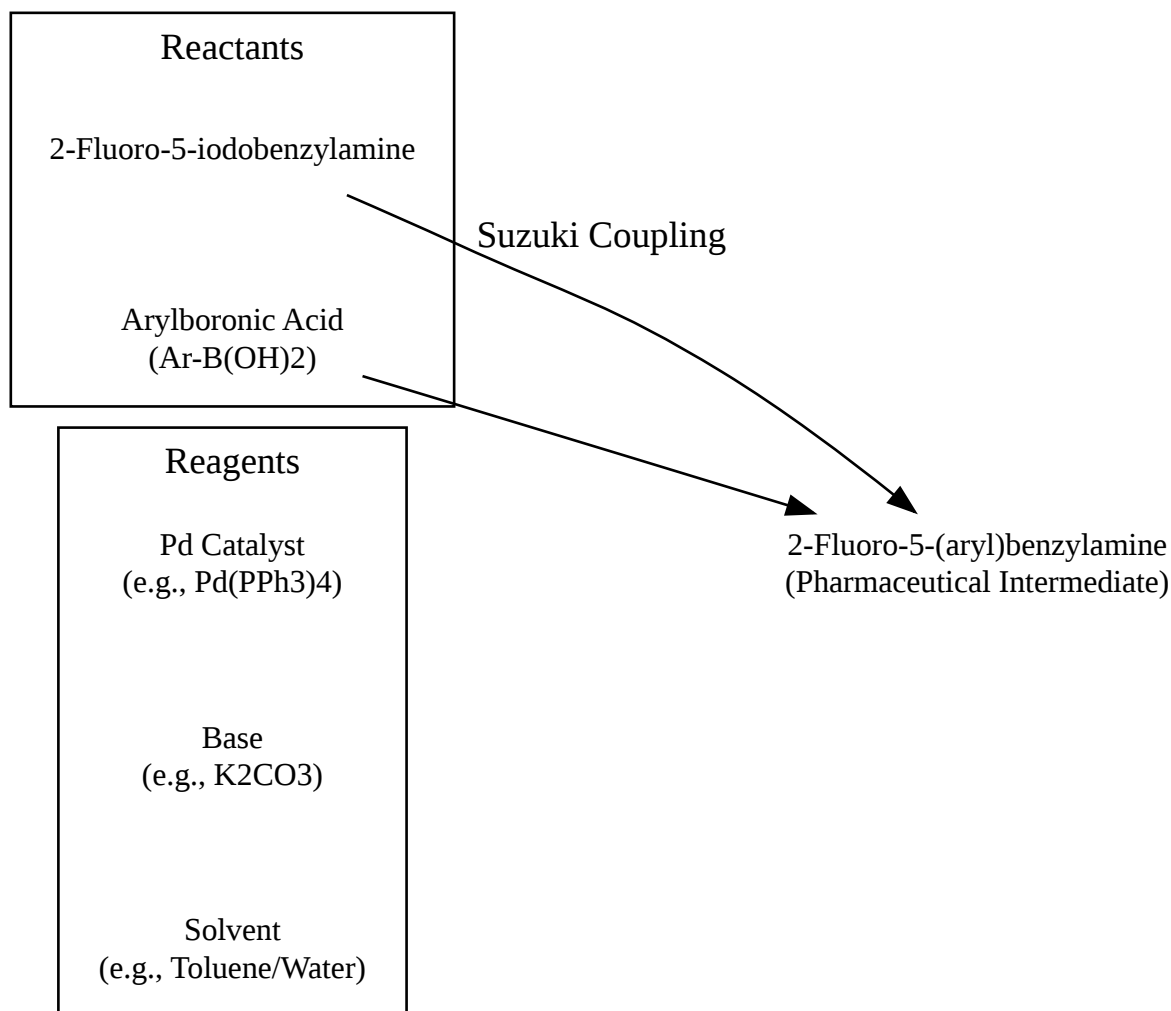 Reactants
2-Fluoro-5-iodobenzylamine
Suzuki Coupling
Arylboronic Acid
(Ar-B(OH)2)
Reagents
Pd Catalyst
(e.g., Pd(PPh3)4)
2-Fluoro-5-(aryl)benzylamine
(Pharmaceutical Intermediate)
Base
(e.g., K2CO3)
Solvent
(e.g., Toluene/Water)